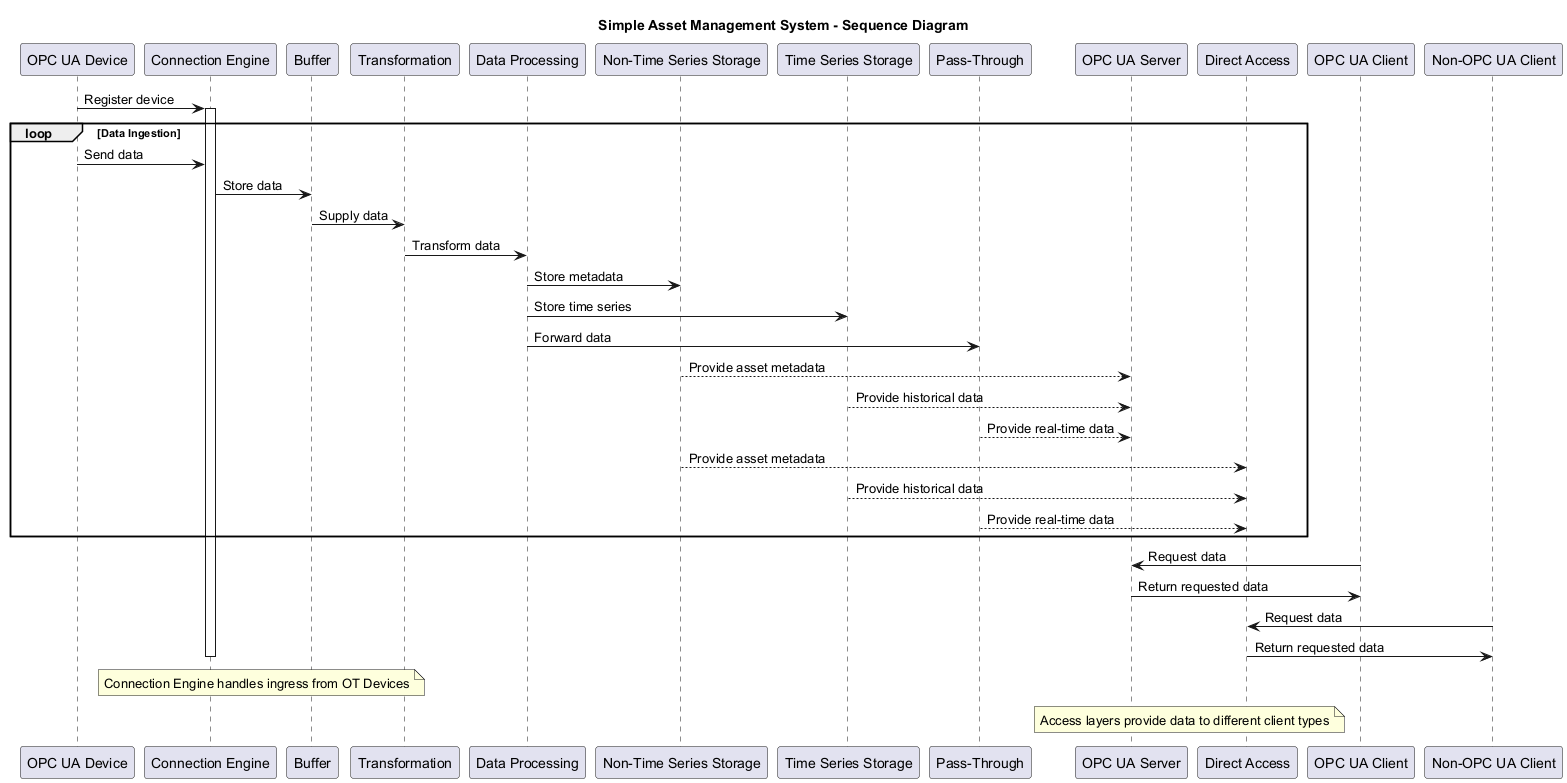 Simple Asset Management System - Sequence Diagram
OPC UA Device Connection Engine Buffer Transformation Data Processing Non-Time Series Storage Time Series Storage Pass-Through OPC UA Server Direct Access OPC UA Client Non-OPC UA Client
Register device
loop [Data Ingestion]
Send data
Store data
Supply data
Transform data
Store metadata
Store time series
Forward data
Provide asset metadata
Provide historical data
Provide real-time data
Provide asset metadata
Provide historical data
Provide real-time data
Request data
Return requested data
Request data
Return requested data
Connection Engine handles ingress from OT Devices
Access layers provide data to different client types
OPC UA Device Connection Engine Buffer Transformation Data Processing Non-Time Series Storage Time Series Storage Pass-Through OPC UA Server Direct Access OPC UA Client Non-OPC UA Client